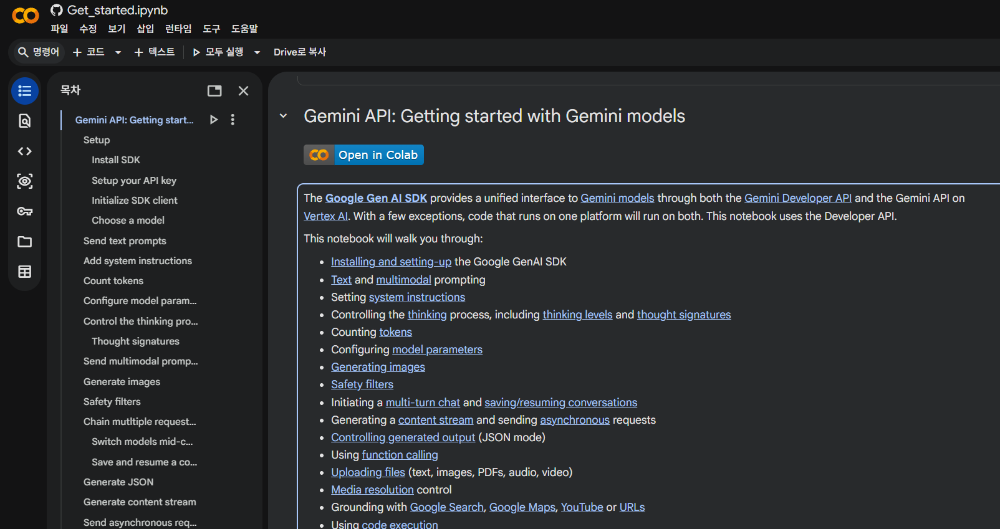 Get_started.ipynb
파일 수정 보기 삽입 런타임 도구 도움말
명령어 + 코드 + 텍스트 모두 실행 Drive로 복사
목차
Gemini API: Getting start...
Setup
Install SDK
Setup your API key
Initialize SDK client
Choose a model
Send text prompts
Add system instructions
Count tokens
Configure model param...
Control the thinking pro...
Thought signatures
Send multimodal promp...
Generate images
Safety filters
Chain mutltiple request...
Switch models mid-c...
Save and resume a co...
Generate JSON
Generate content stream
Send asynchronous req...
Gemini API: Getting started with Gemini models
Open in Colab
The Google Gen AI SDK provides a unified interface to Gemini models through both the Gemini Developer API and the Gemini API on
Vertex AI. With a few exceptions, code that runs on one platform will run on both. This notebook uses the Developer API.
This notebook will walk you through:
• Installing and setting-up the Google GenAI SDK
• Text and multimodal prompting
• Setting system instructions
• Controlling the thinking process, including thinking levels and thought signatures
• Counting tokens
• Configuring model parameters
• Generating images
• Safety filters
• Initiating a multi-turn chat and saving/resuming conversations
• Generating a content stream and sending asynchronous requests
• Controlling generated output (JSON mode)
• Using function calling
• Uploading files (text, images, PDFs, audio, video)
• Media resolution control
• Grounding with Google Search, Google Maps, YouTube or URLs
• Using code execution